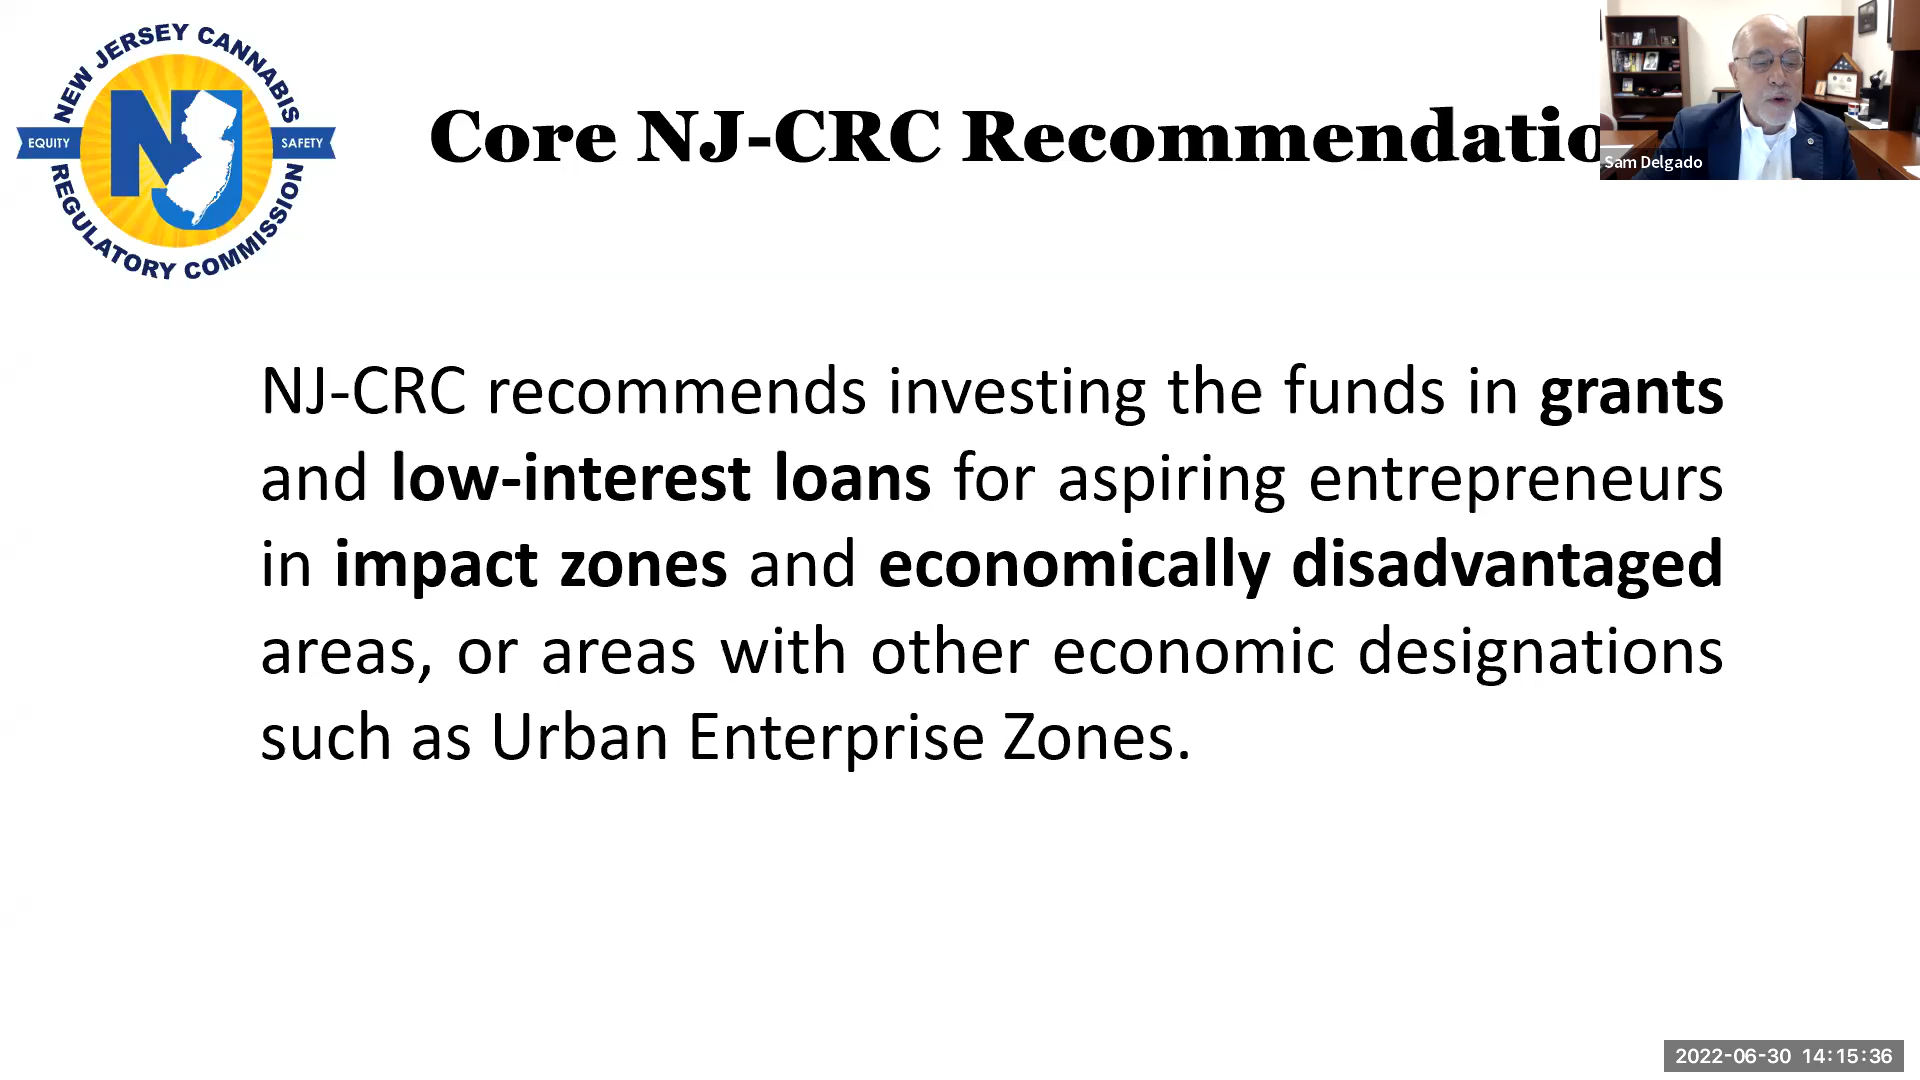 NEW JERSEY CANNABIS
EQUITY
SAFETY
NJ
REGULATORY COMMISSION
Core NJ-CRC Recommendatio
Sam Delgado
NJ-CRC recommends investing the funds in grants
and low-interest loans for aspiring entrepreneurs
in impact zones and economically disadvantaged
areas, or areas with other economic designations
such as Urban Enterprise Zones.
2022-06-30 14:15:36